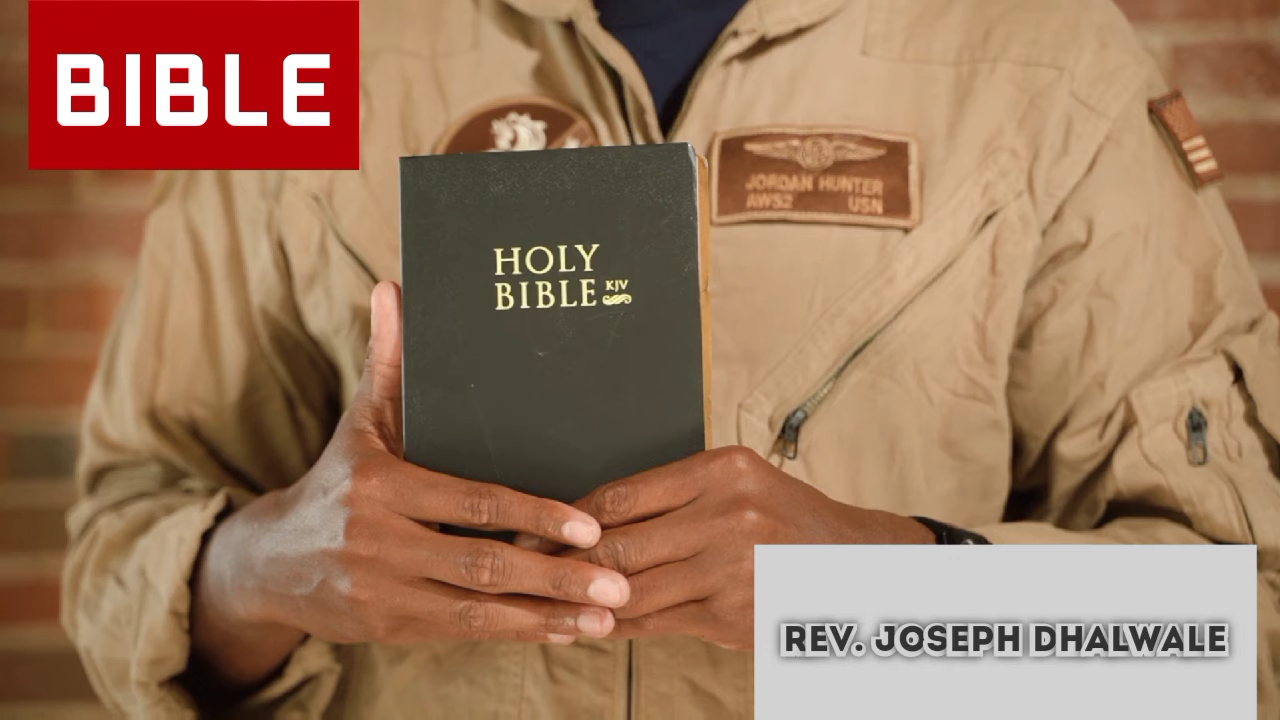 BIBLE
JORDAN HUNTER
AWS2 USN
HOLY
BIBLE KJV
REV. JOSEPH DHALWALE